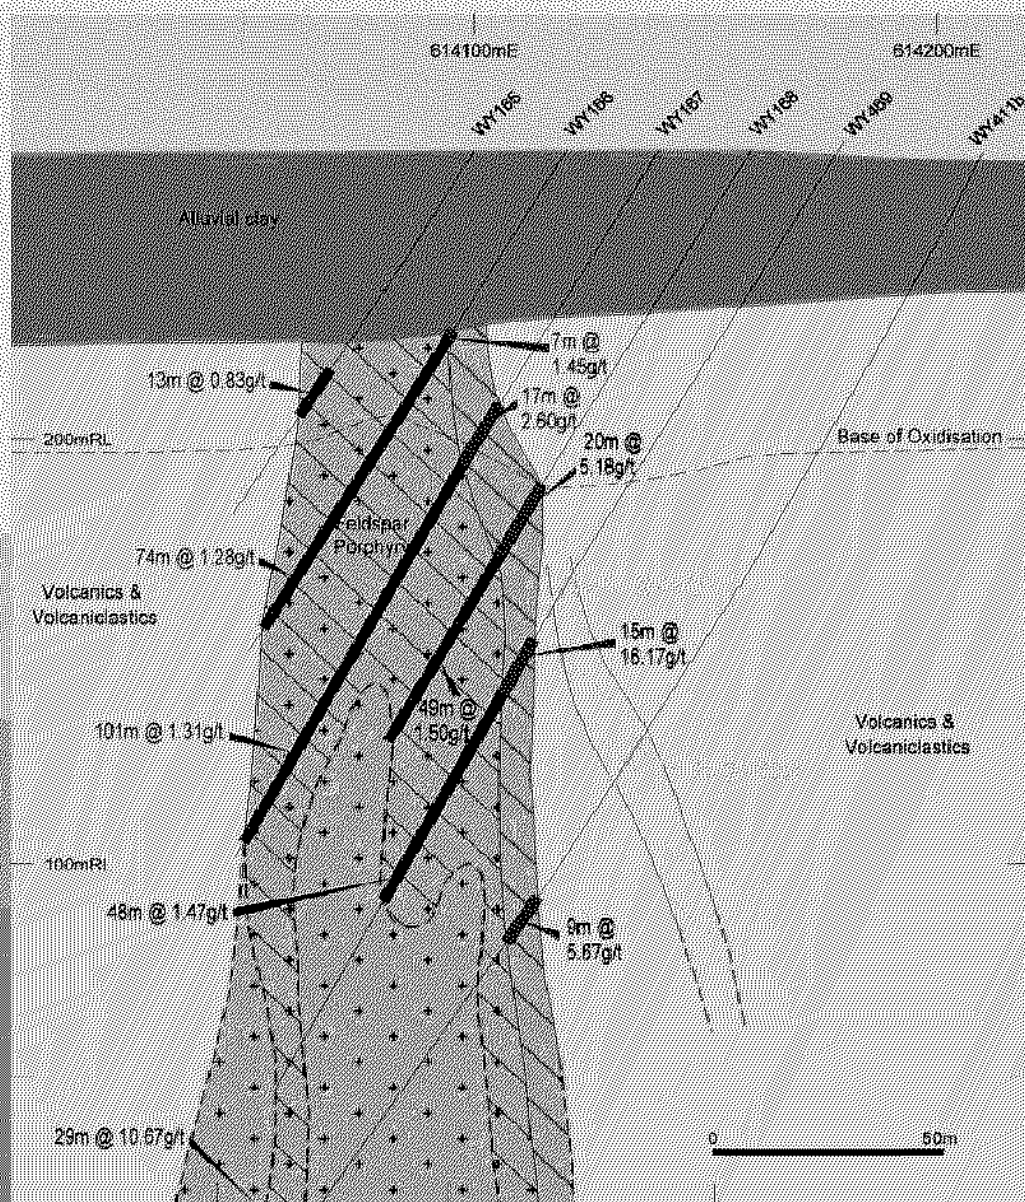 614100mE
614200mE
WY165
WY166
WY167
WY168
WY469
WY411b
Alluvial clay
7m @
1.45g/t
13m @ 0.83g/t
17m @
2.60g/t
200mRL
Base of Oxidisation
20m @
5.18g/t
Feldspar
Porphyry
74m @ 1.28g/t
Volcanics &
Volcaniclastics
15m @
16.17g/t
49m @
1.50g/t
101m @ 1.31g/t
Volcanics &
Volcaniclastics
100mRL
48m @ 1.47g/t
9m @
5.67g/t
29m @ 10.67g/t
0
50m